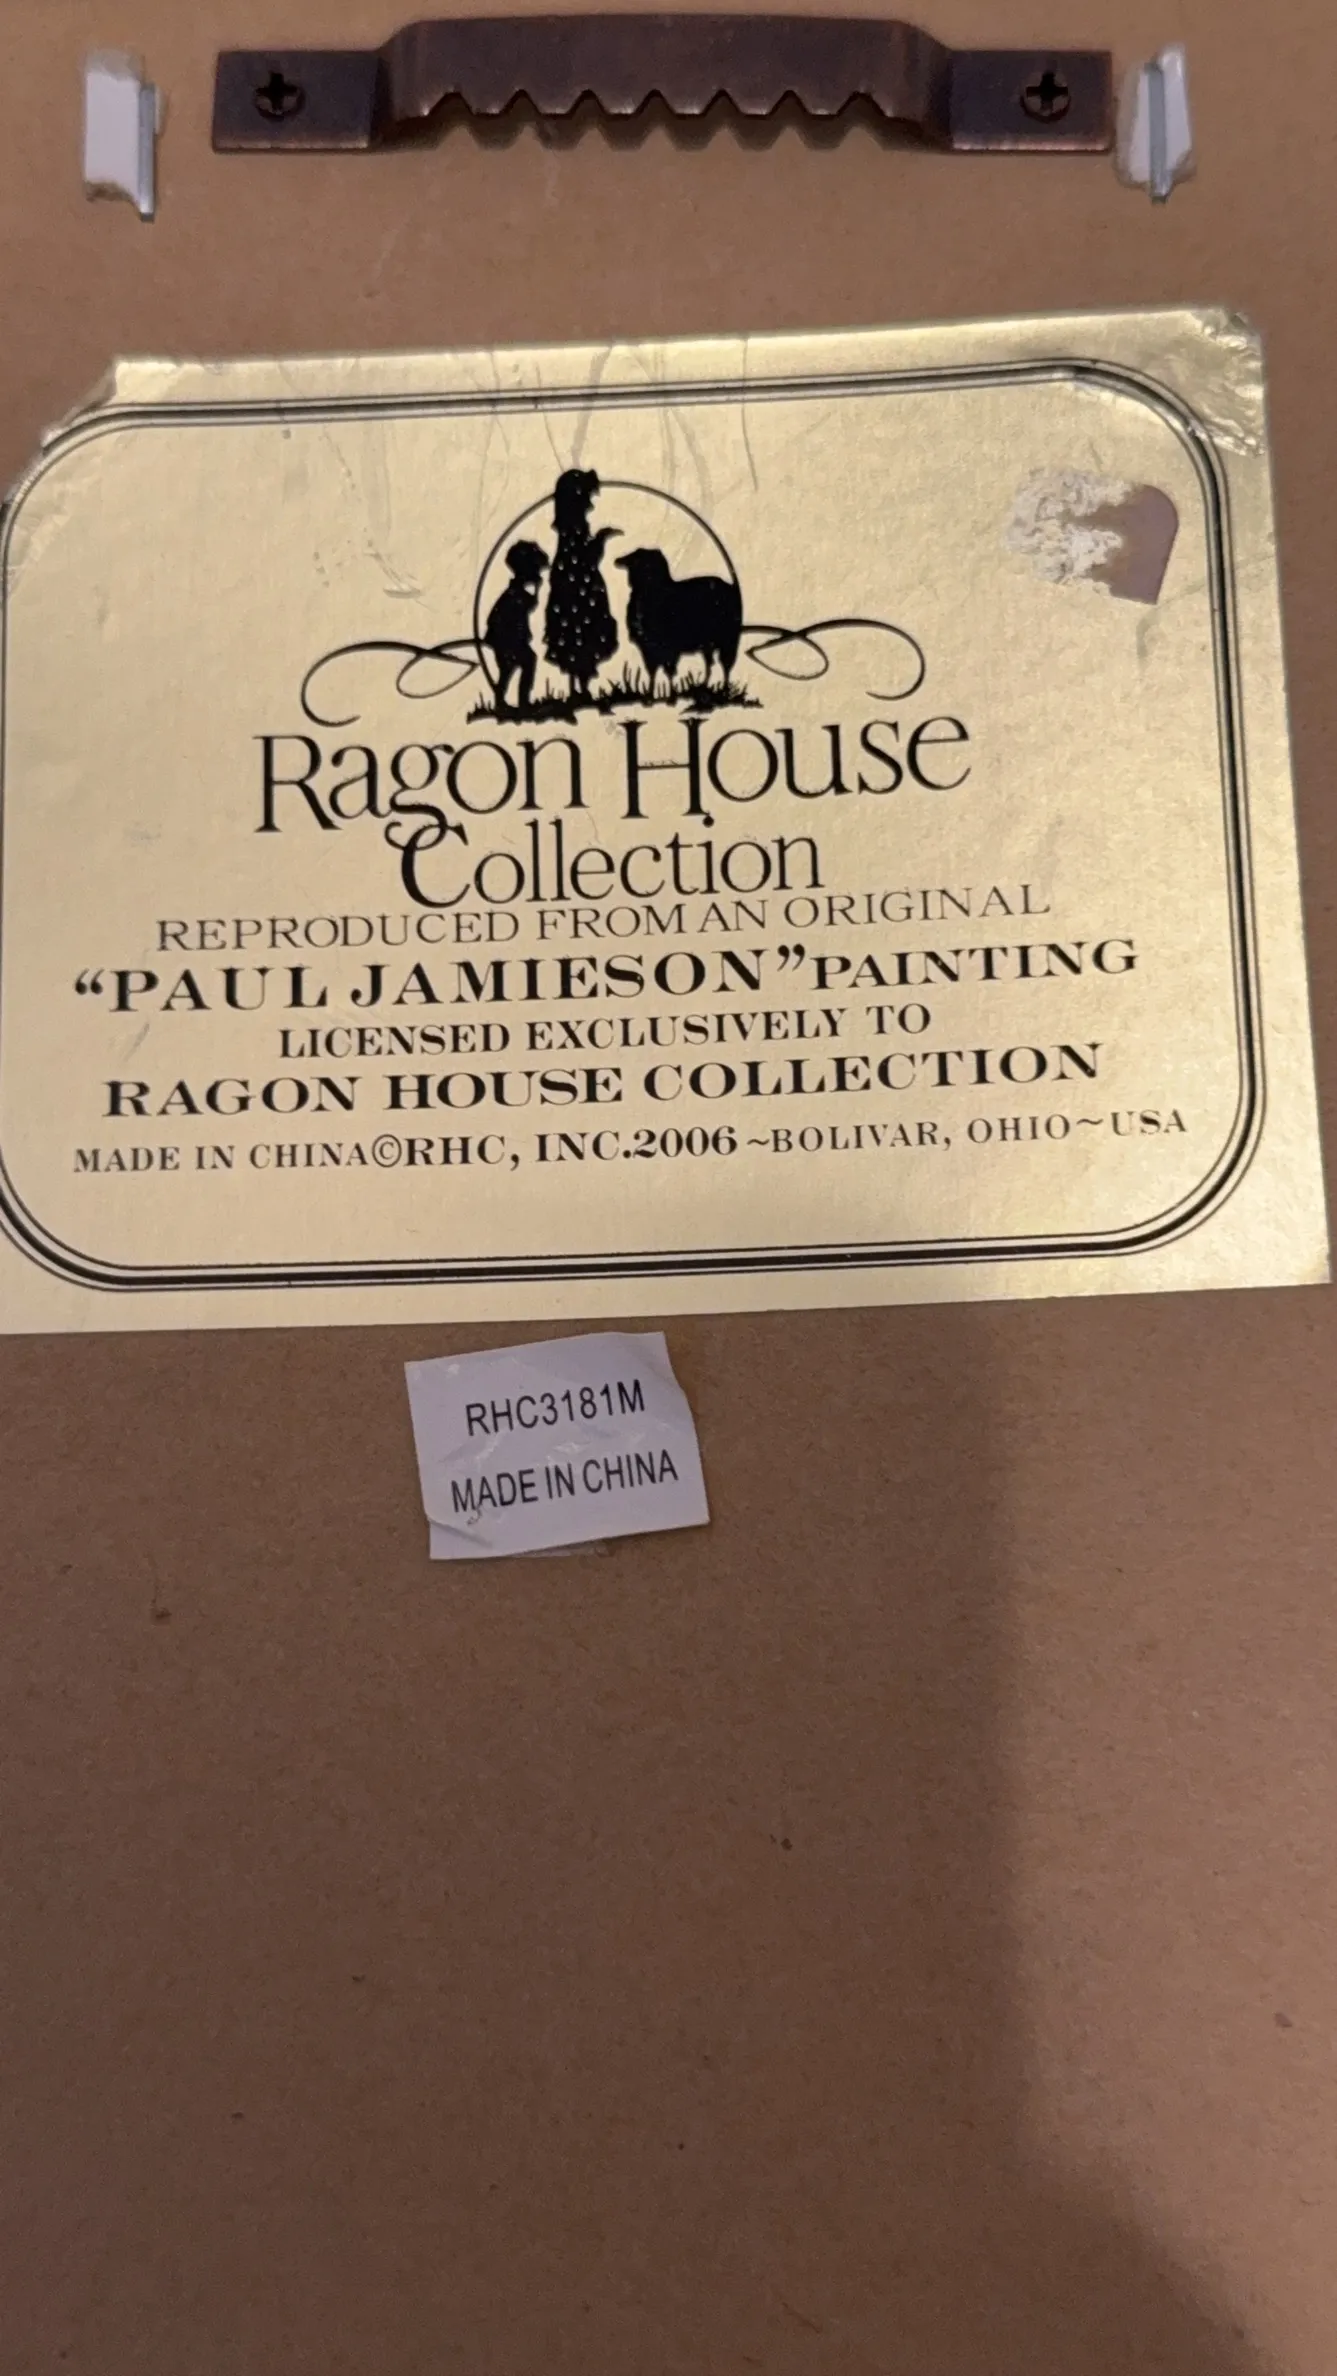 Ragon House
Collection
REPRODUCED FROM AN ORIGINAL
“PAUL JAMIESON” PAINTING
LICENSED EXCLUSIVELY TO
RAGON HOUSE COLLECTION
MADE IN CHINA©RHC, INC.2006~BOLIVAR, OHIO~USA
RHC3181M
MADE IN CHINA